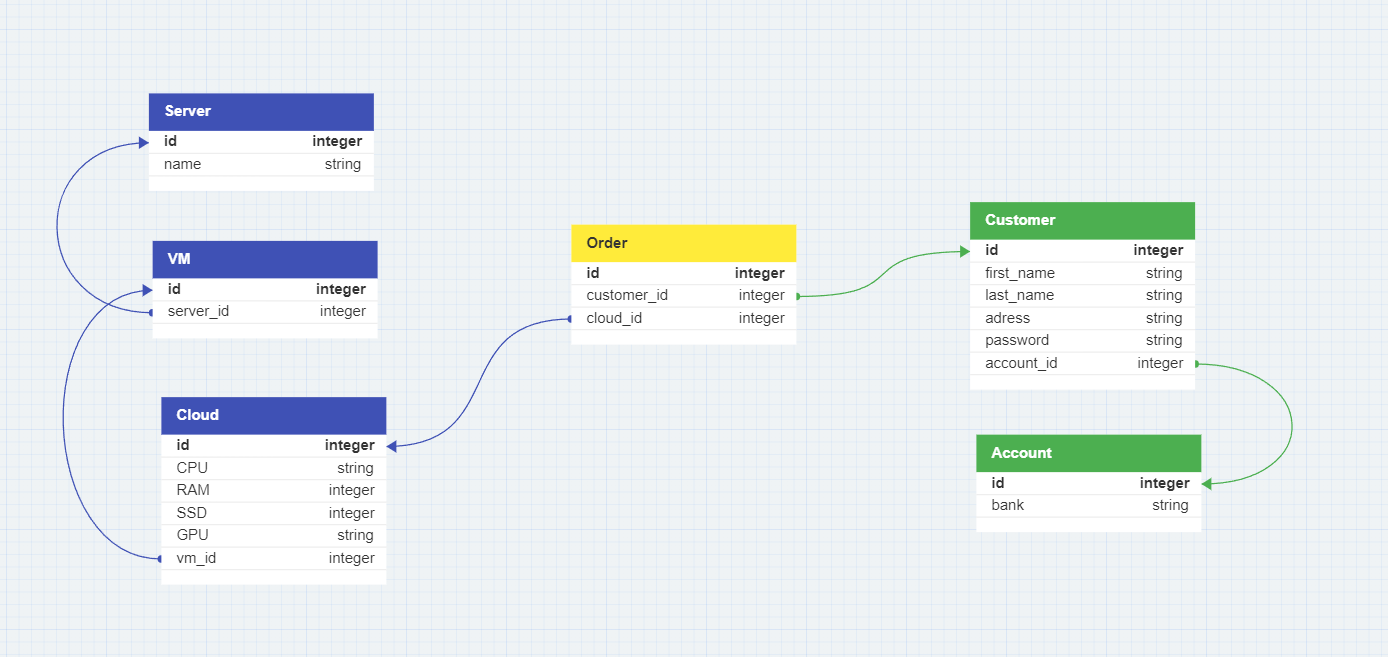 Server
id integer
name string
VM
id integer
server_id integer
Cloud
id integer
CPU string
RAM integer
SSD integer
GPU string
vm_id integer
Order
id integer
customer_id integer
cloud_id integer
Customer
id integer
first_name string
last_name string
adress string
password string
account_id integer
Account
id integer
bank string